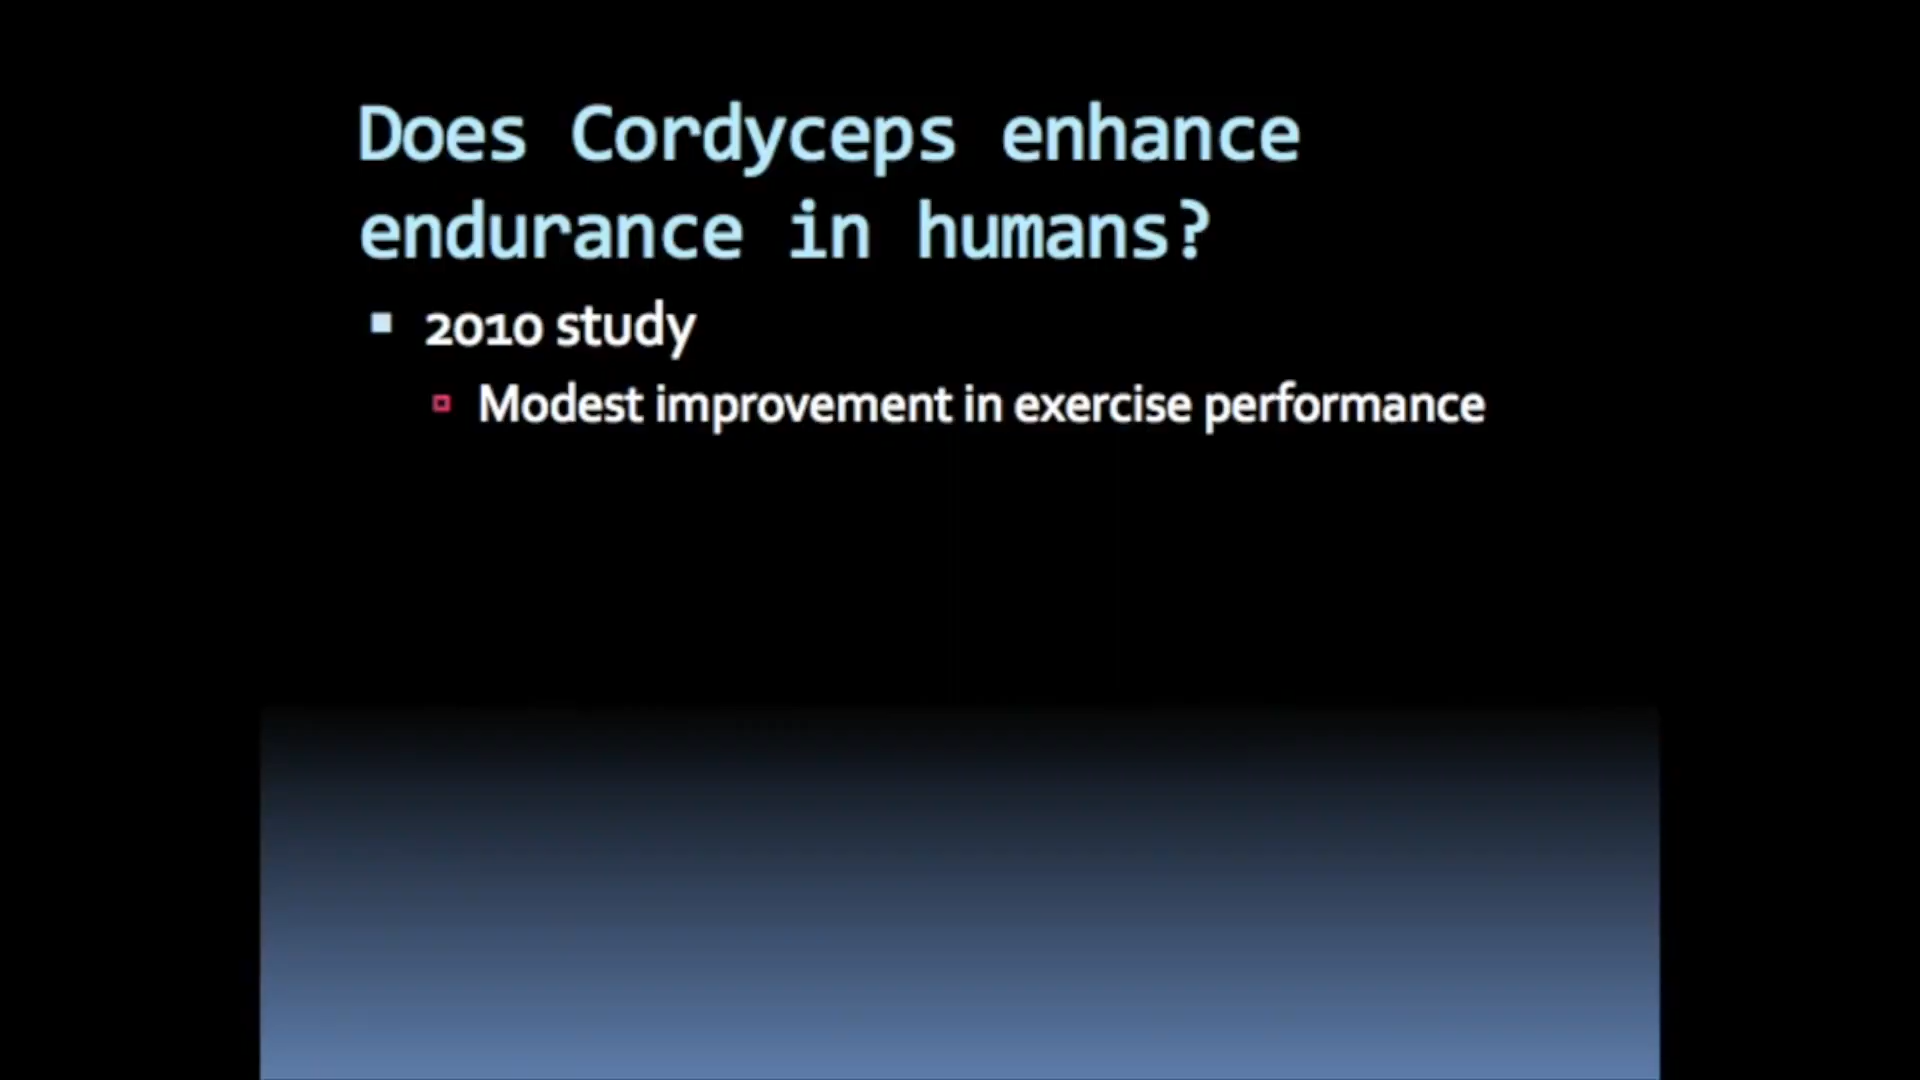 Does Cordyceps enhance
endurance in humans?
2010 study
Modest improvement in exercise performance